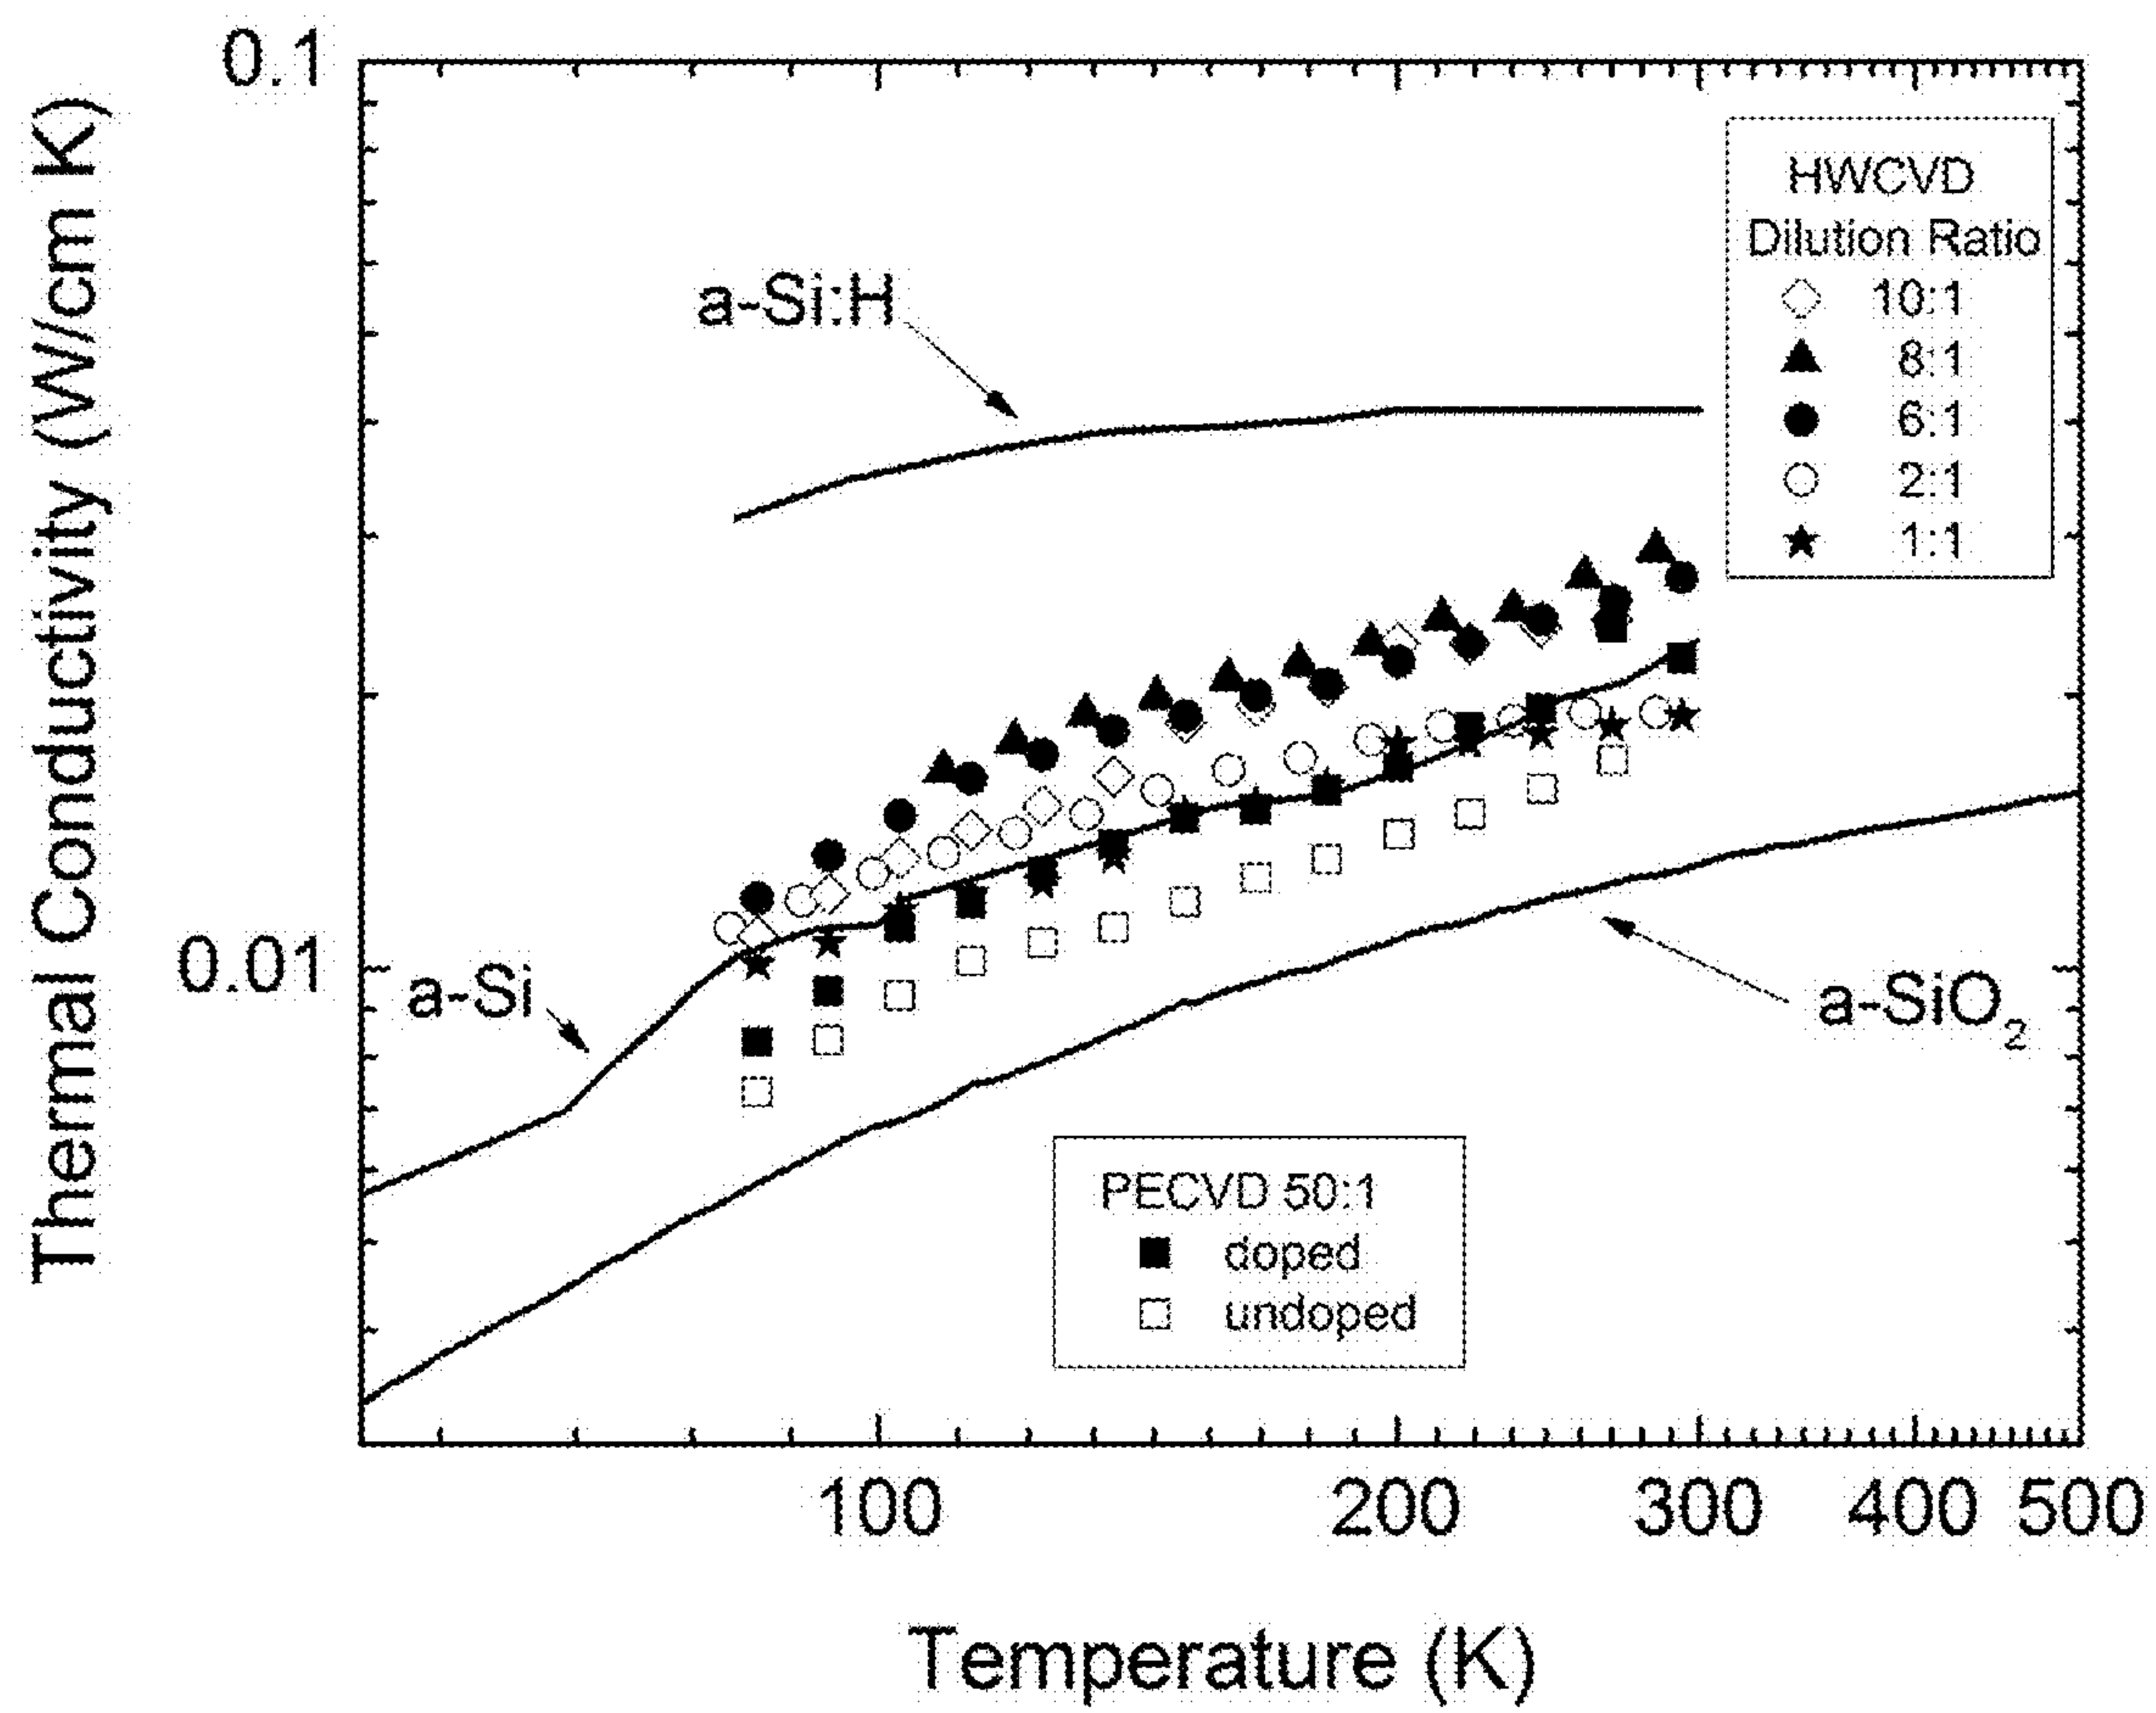 Thermal Conductivity (W/cm K)
0.1
0.01
a-Si:H
a-Si
a-SiO₂
HWCVD
Dilution Ratio
10:1
8:1
6:1
2:1
1:1
PECVD 50:1
doped
undoped
100 200 300 400 500
Temperature (K)